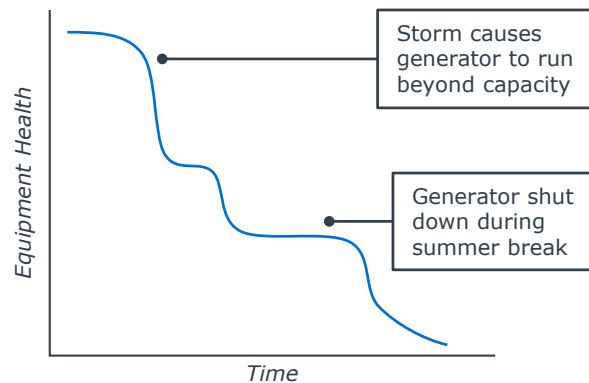 Storm causes
generator to run
beyond capacity
Generator shut
down during
summer break
Equipment Health
Time